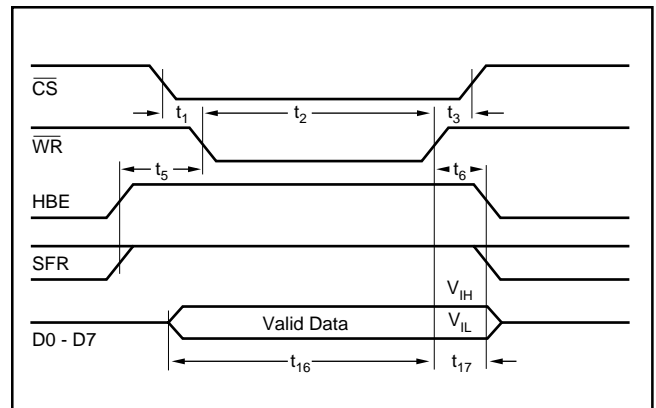 CS
t1 t2 t3
WR
t5 t6
HBE
SFR
VIH
Valid Data VIL
D0 - D7
t16 t17